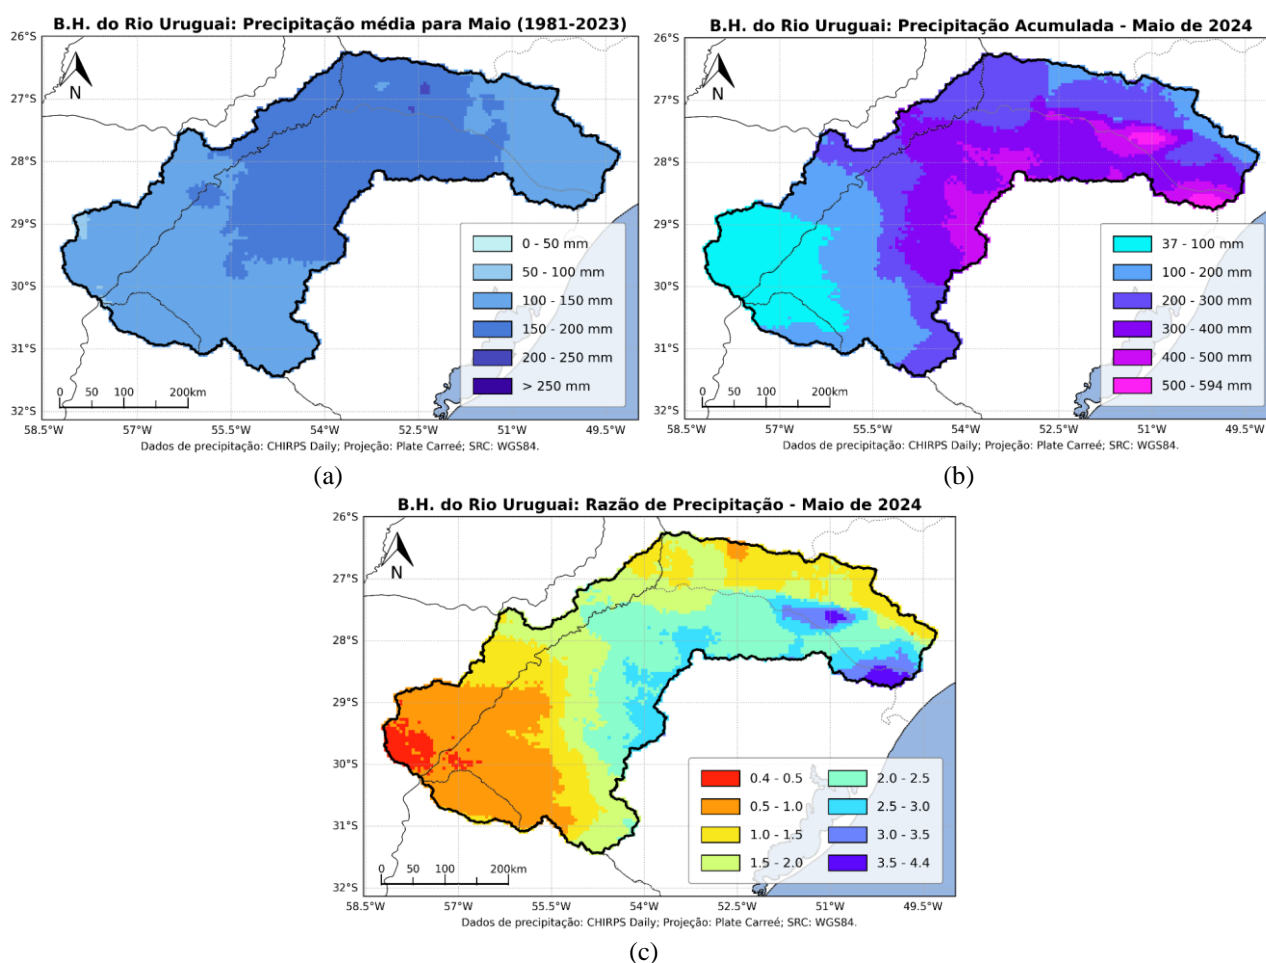 B.H. do Rio Uruguai: Precipitação média para Maio (1981-2023)
26°S
27°S
28°S
29°S
30°S
31°S
32°S
N
0 - 50 mm
50 - 100 mm
100 - 150 mm
150 - 200 mm
200 - 250 mm
> 250 mm
0 50 100 200km
58.5°W 57°W 55.5°W 54°W 52.5°W 51°W 49.5°W
Dados de precipitação: CHIRPS Daily; Projeção: Plate Carreé; SRC: WGS84.
(a)
B.H. do Rio Uruguai: Precipitação Acumulada - Maio de 2024
26°S
27°S
28°S
29°S
30°S
31°S
32°S
N
37 - 100 mm
100 - 200 mm
200 - 300 mm
300 - 400 mm
400 - 500 mm
500 - 594 mm
0 50 100 200km
58.5°W 57°W 55.5°W 54°W 52.5°W 51°W 49.5°W
Dados de precipitação: CHIRPS Daily; Projeção: Plate Carreé; SRC: WGS84.
(b)
B.H. do Rio Uruguai: Razão de Precipitação - Maio de 2024
26°S
27°S
28°S
29°S
30°S
31°S
32°S
N
0.4 - 0.5 2.0 - 2.5
0.5 - 1.0 2.5 - 3.0
1.0 - 1.5 3.0 - 3.5
1.5 - 2.0 3.5 - 4.4
0 50 100 200km
58.5°W 57°W 55.5°W 54°W 52.5°W 51°W 49.5°W
Dados de precipitação: CHIRPS Daily; Projeção: Plate Carreé; SRC: WGS84.
(c)